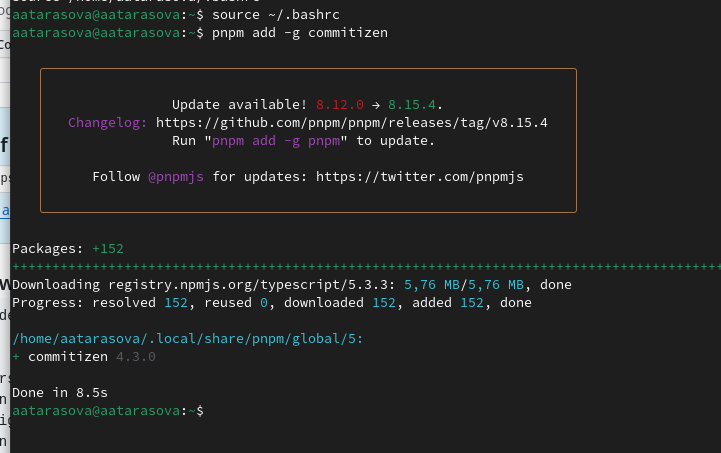 aatarasova@aatarasova:~$ source ~/.bashrc
aatarasova@aatarasova:~$ pnpm add -g commitizen
Update available! 8.12.0 → 8.15.4.
Changelog: https://github.com/pnpm/pnpm/releases/tag/v8.15.4
Run "pnpm add -g pnpm" to update.
Follow @pnpmjs for updates: https://twitter.com/pnpmjs
Packages: +152
++++++++++++++++++++++++++++++++++++++++++++++++++++++++++++++++++++++++++++++++++++++++
Downloading registry.npmjs.org/typescript/5.3.3: 5,76 MB/5,76 MB, done
Progress: resolved 152, reused 0, downloaded 152, added 152, done
/home/aatarasova/.local/share/pnpm/global/5:
+ commitizen 4.3.0
Done in 8.5s
aatarasova@aatarasova:~$